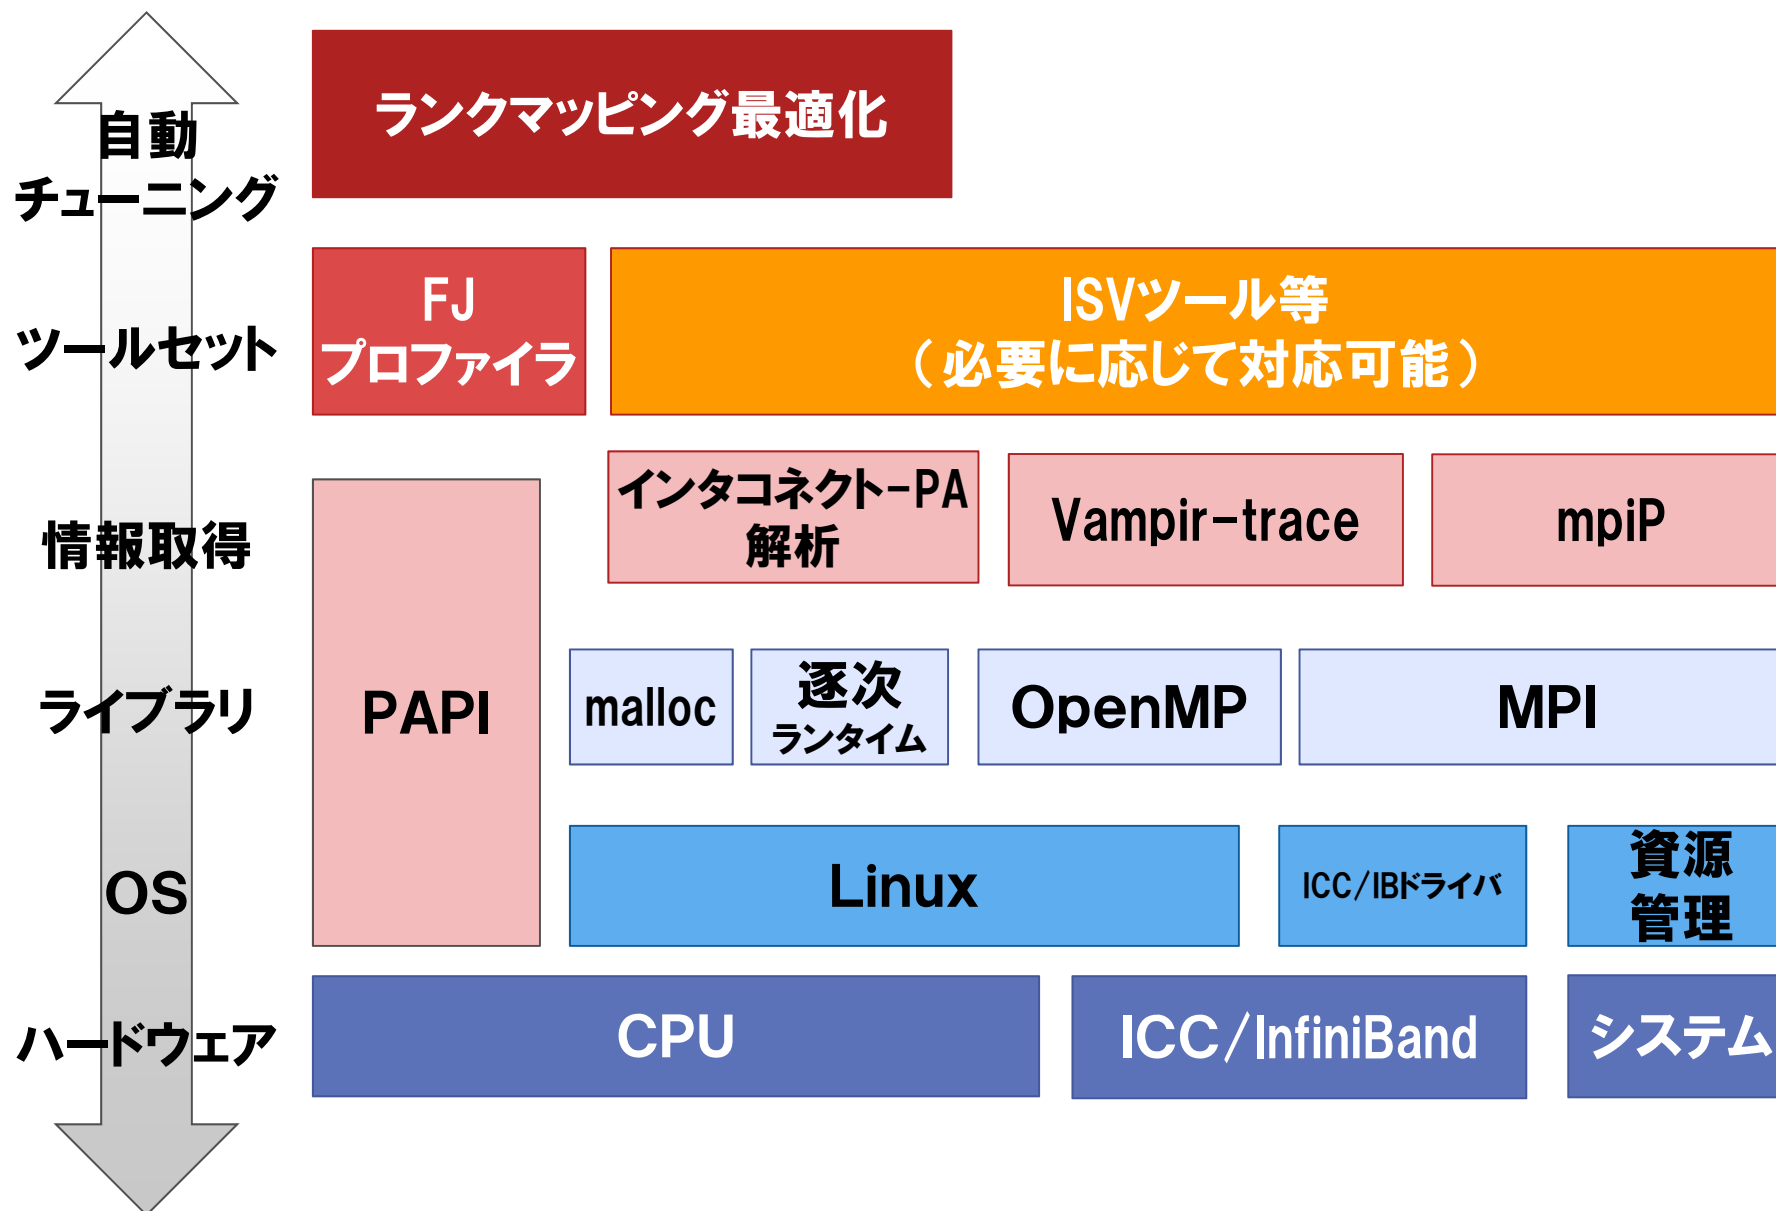 自動
チューニング
ランクマッピング最適化
ツールセット
FJ
プロファイラ
ISVツール等
（必要に応じて対応可能）
情報取得
インタコネクト-PA
解析
Vampir-trace
mpiP
ライブラリ
PAPI
malloc
逐次
ランタイム
OpenMP
MPI
OS
Linux
ICC/IBドライバ
資源
管理
ハードウェア
CPU
ICC/InfiniBand
システム